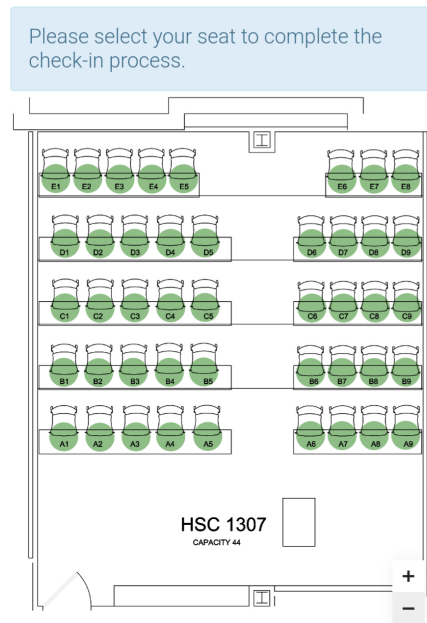 Please select your seat to complete the
check-in process.
E1 E2 E3 E4 E5 E6 E7 E8
D1 D2 D3 D4 D5 D6 D7 D8 D9
C1 C2 C3 C4 C5 C6 C7 C8 C9
B1 B2 B3 B4 B5 B6 B7 B8 B9
A1 A2 A3 A4 A5 A6 A7 A8 A9
HSC 1307
CAPACITY 44
+
−